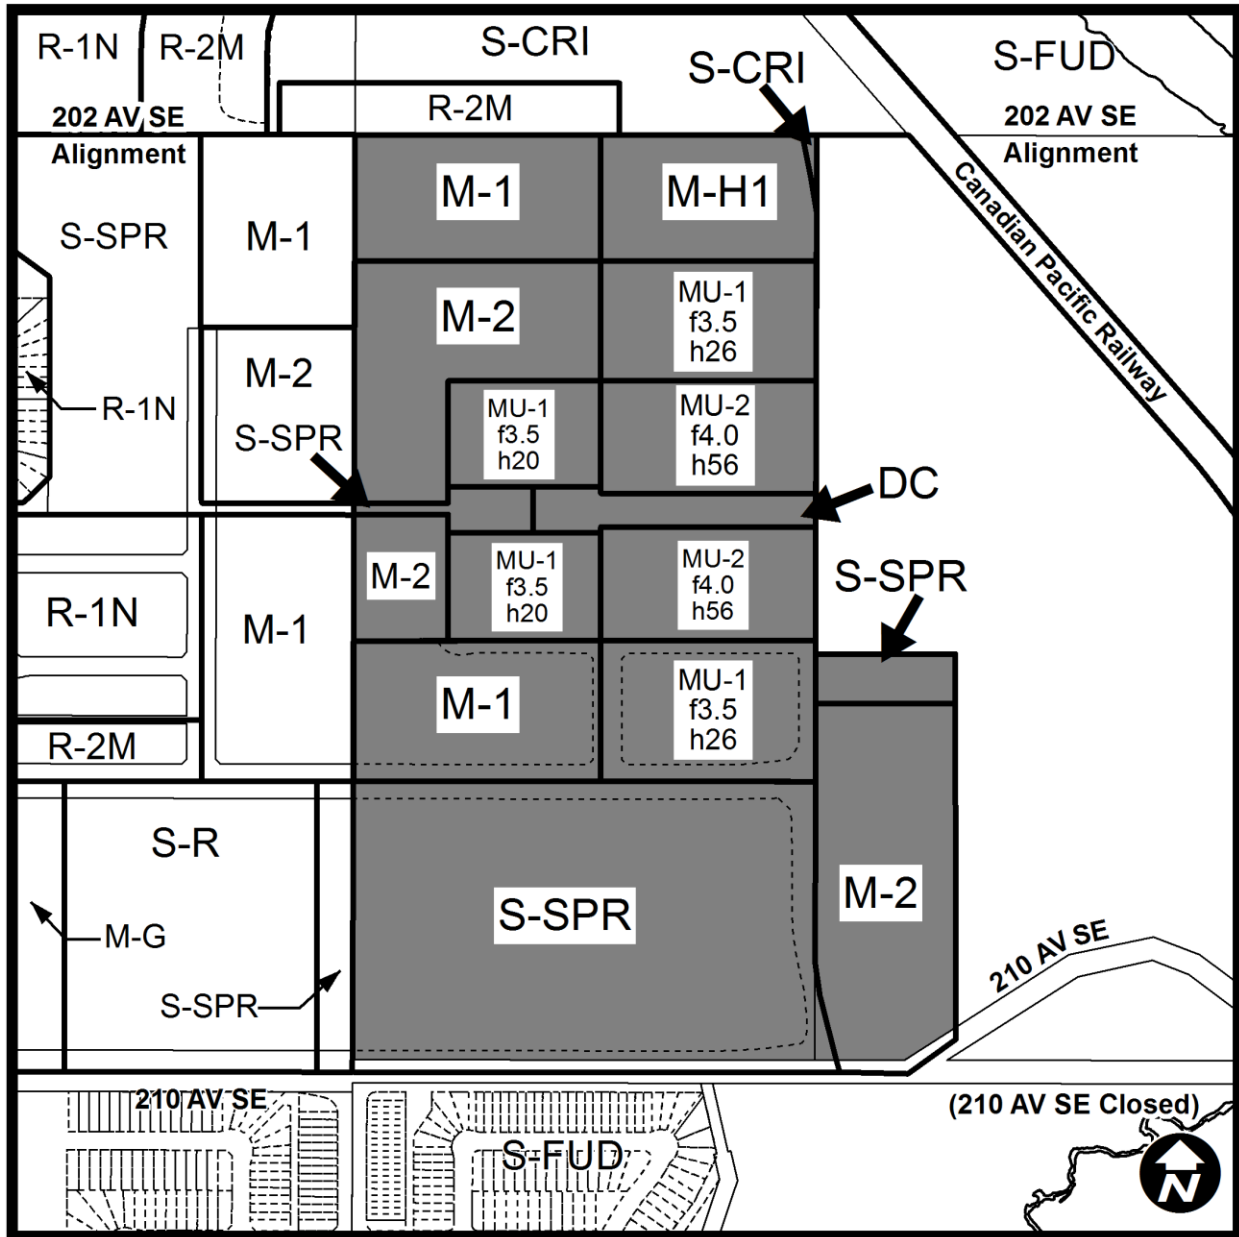 R-1N
R-2M
S-CRI
S-CRI
S-FUD
R-2M
202 AV SE
Alignment
202 AV SE
Alignment
Canadian Pacific Railway
S-SPR
M-1
M-1
M-H1
M-2
MU-1
f3.5
h26
M-2
R-1N
S-SPR
MU-1
f3.5
h20
MU-2
f4.0
h56
DC
R-1N
M-1
M-2
MU-1
f3.5
h20
MU-2
f4.0
h56
S-SPR
R-2M
M-1
MU-1
f3.5
h26
S-R
M-G
S-SPR
S-SPR
M-2
210 AV SE
210 AV SE
(210 AV SE Closed)
S-FUD
N